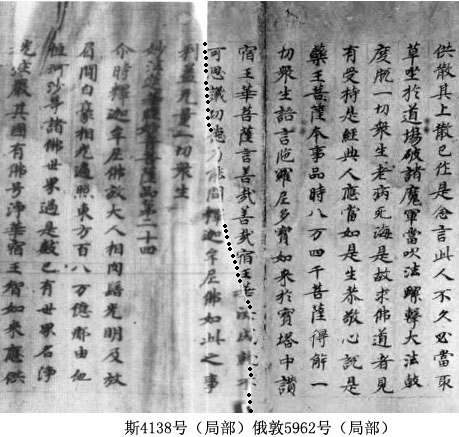 供散其上散已作是念言此人不久必當取
草坐於道場破諸魔軍當吹法螺擊大法鼓
度脫一切衆生老病死海是故求佛道者見
有受持是經典人應當如是生恭敬心說是
藥王菩薩本事品時八万四千菩薩得解一
切衆生語言陁羅尼多寶如來於寶塔中讃
宿王華菩薩言善哉善哉宿王華汝成就不
可思議功德乃能問釋迦牟尼佛如此之事
利益无量一切衆生
妙法蓮華經妙音菩薩品第二十四
尒時釋迦牟尼佛放大人相肉髻光明及放
眉間白豪相光遍照東方百八万億那由他
恒河沙等諸佛世界過是數已有世界名淨
光莊嚴其國有佛号淨華宿王智如來應供
斯4138号（局部）俄敦5962号（局部）